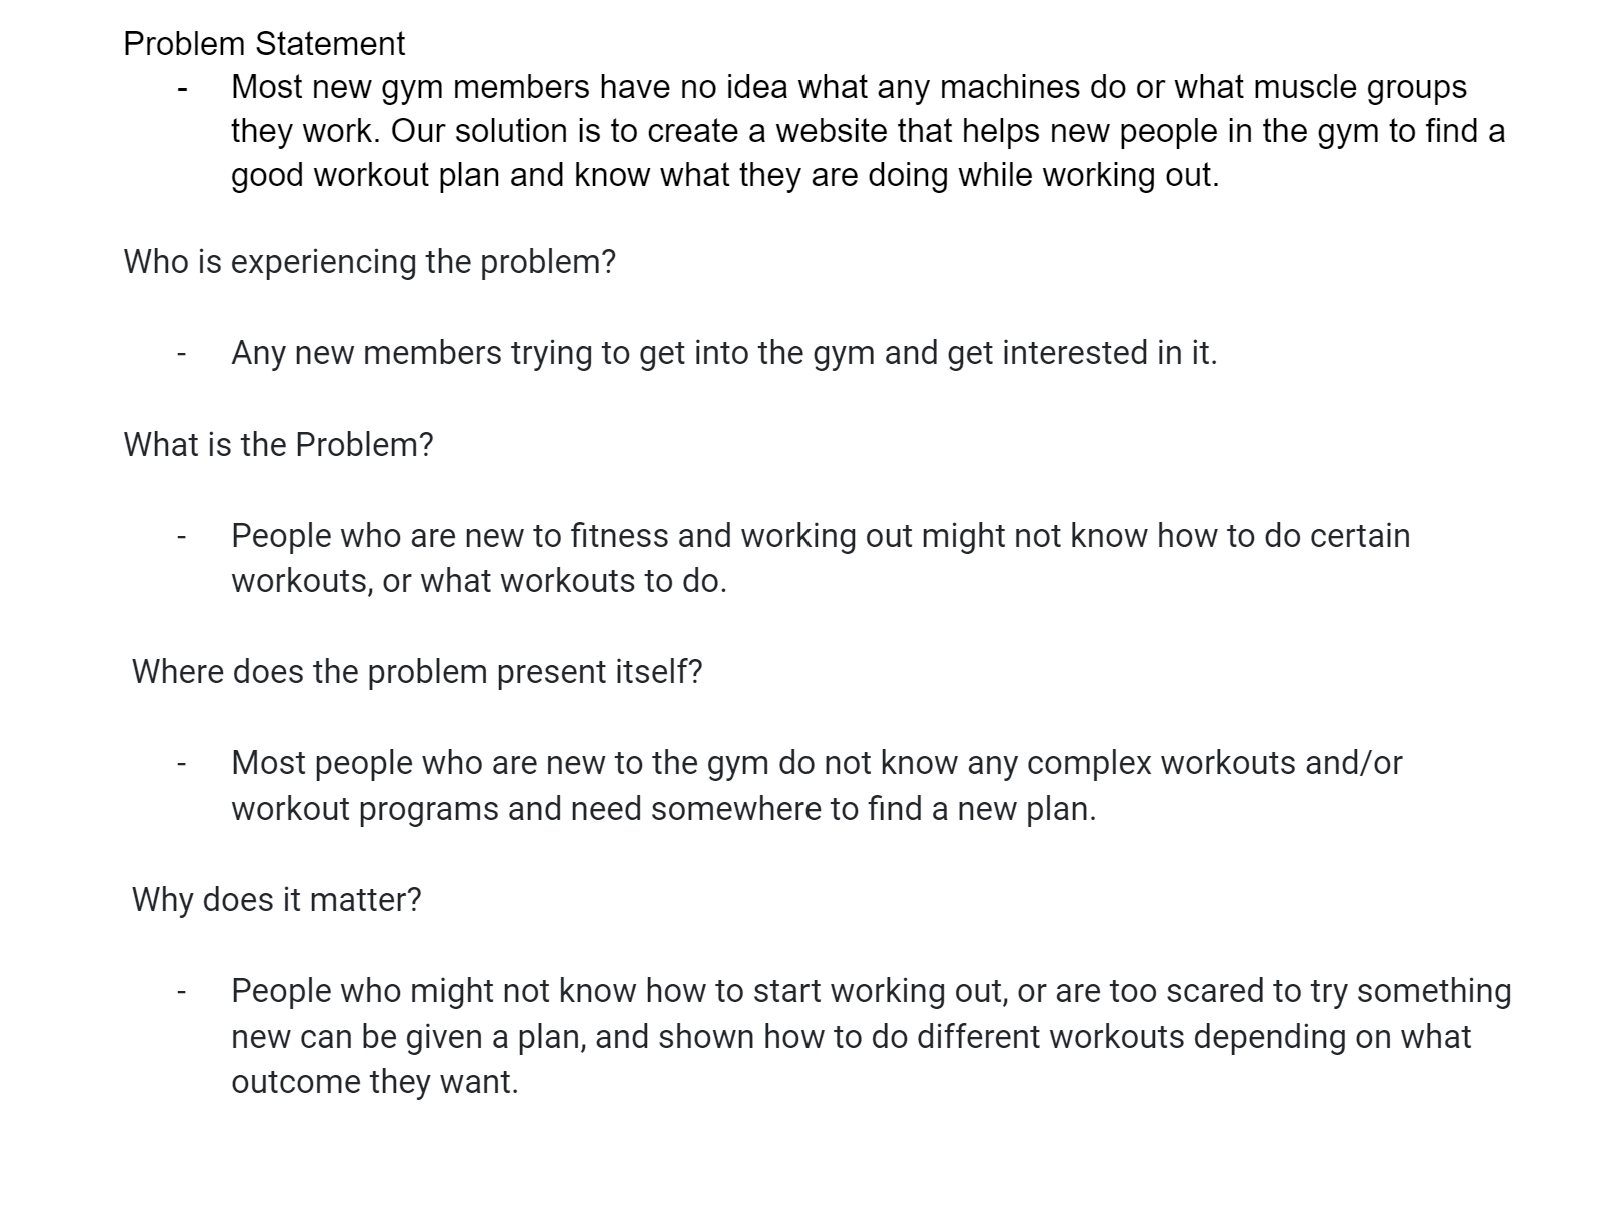 Problem Statement
- Most new gym members have no idea what any machines do or what muscle groups
they work. Our solution is to create a website that helps new people in the gym to find a
good workout plan and know what they are doing while working out.
Who is experiencing the problem?
- Any new members trying to get into the gym and get interested in it.
What is the Problem?
- People who are new to fitness and working out might not know how to do certain
workouts, or what workouts to do.
Where does the problem present itself?
- Most people who are new to the gym do not know any complex workouts and/or
workout programs and need somewhere to find a new plan.
Why does it matter?
- People who might not know how to start working out, or are too scared to try something
new can be given a plan, and shown how to do different workouts depending on what
outcome they want.